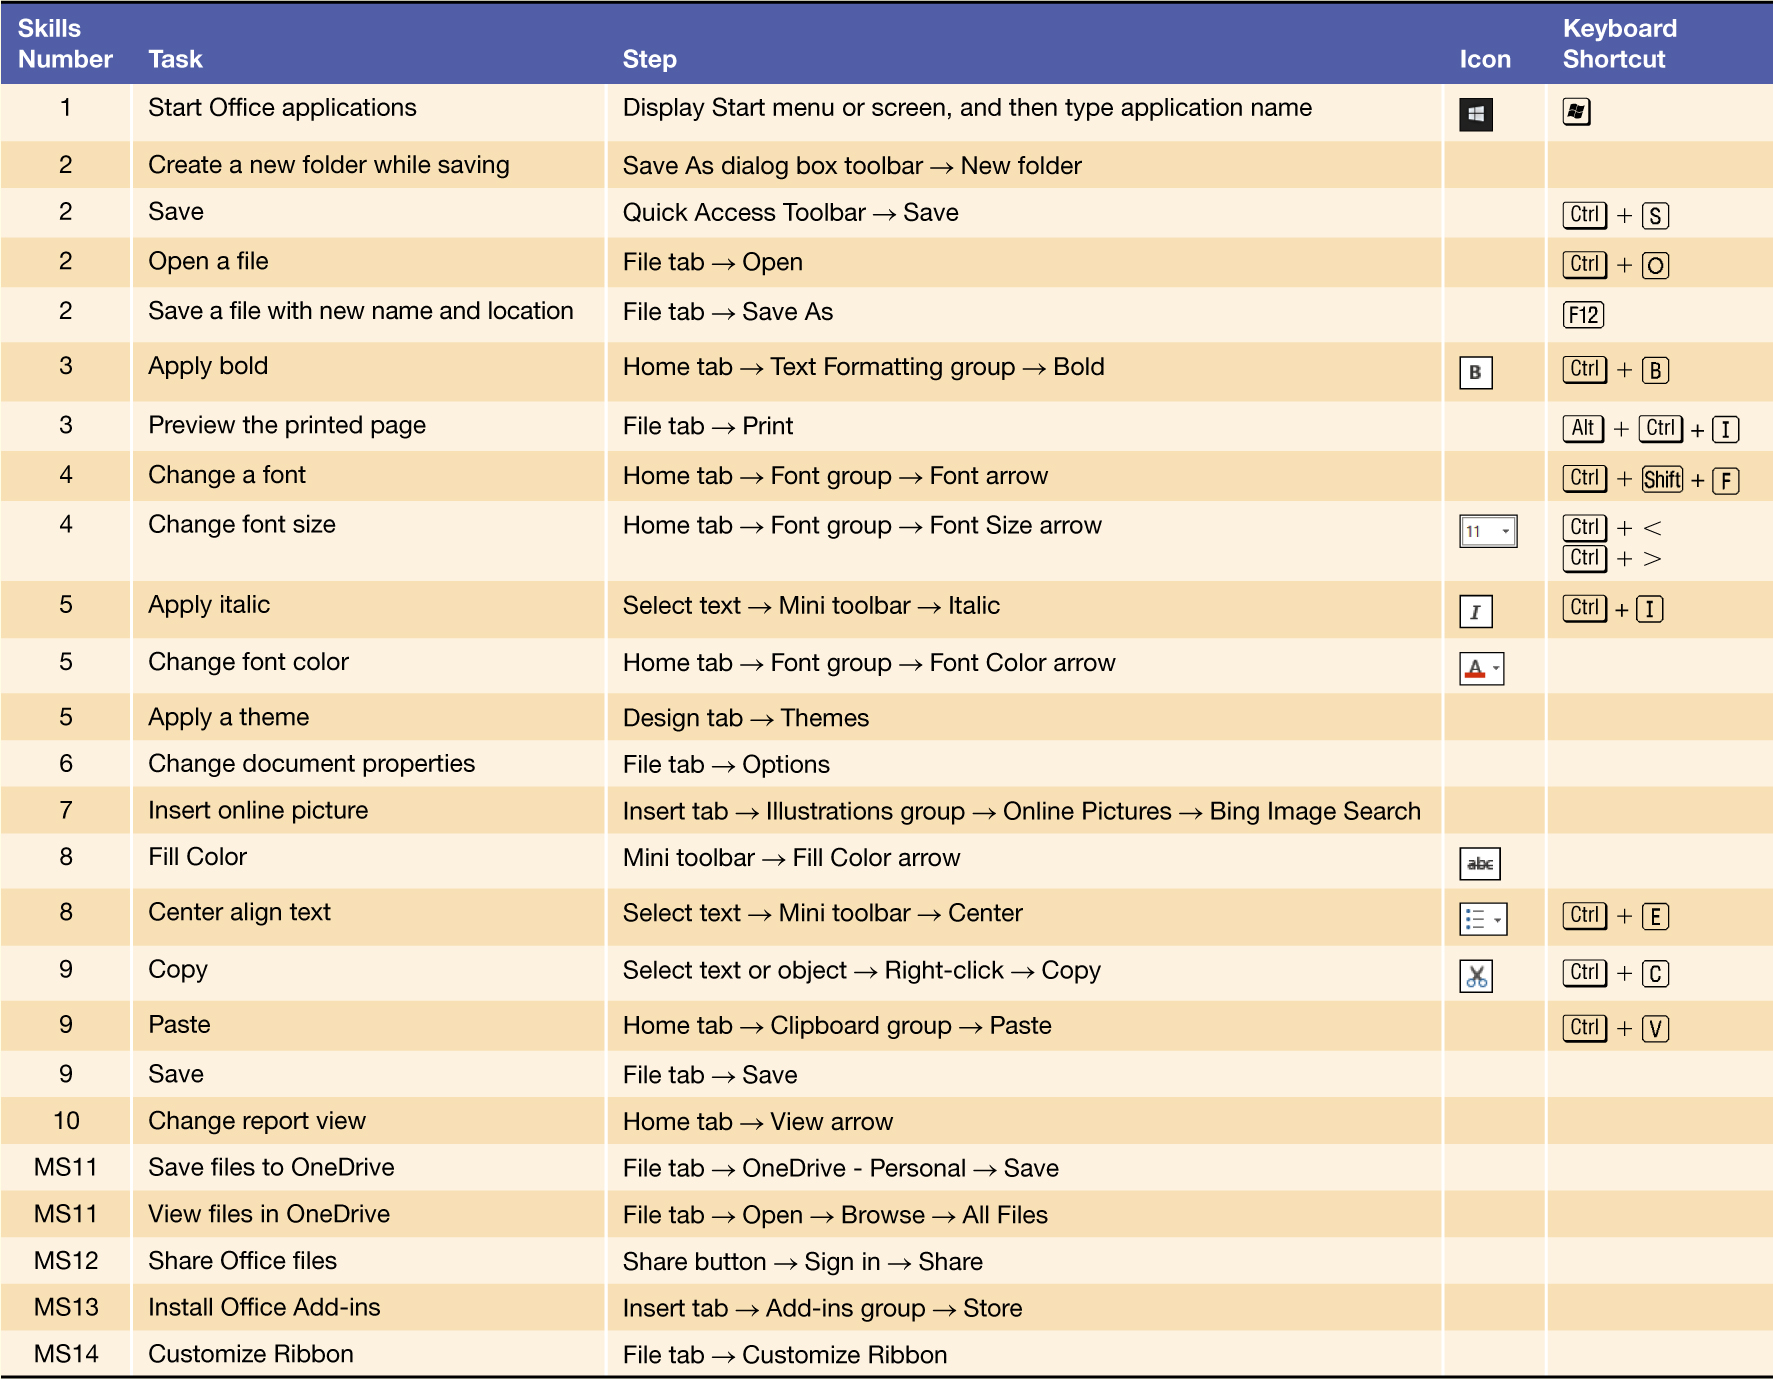 Skills Number Task Step Icon Keyboard Shortcut
1 Start Office applications Display Start menu or screen, and then type application name
2 Create a new folder while saving Save As dialog box toolbar → New folder
2 Save Quick Access Toolbar → Save Ctrl + S
2 Open a file File tab → Open Ctrl + O
2 Save a file with new name and location File tab → Save As F12
3 Apply bold Home tab → Text Formatting group → Bold B Ctrl + B
3 Preview the printed page File tab → Print Alt + Ctrl + I
4 Change a font Home tab → Font group → Font arrow Ctrl + Shift + F
4 Change font size Home tab → Font group → Font Size arrow 11 Ctrl + <
Ctrl + >
5 Apply italic Select text → Mini toolbar → Italic I Ctrl + I
5 Change font color Home tab → Font group → Font Color arrow A
5 Apply a theme Design tab → Themes
6 Change document properties File tab → Options
7 Insert online picture Insert tab → Illustrations group → Online Pictures → Bing Image Search
8 Fill Color Mini toolbar → Fill Color arrow abc
8 Center align text Select text → Mini toolbar → Center Ctrl + E
9 Copy Select text or object → Right-click → Copy Ctrl + C
9 Paste Home tab → Clipboard group → Paste Ctrl + V
9 Save File tab → Save
10 Change report view Home tab → View arrow
MS11 Save files to OneDrive File tab → OneDrive - Personal → Save
MS11 View files in OneDrive File tab → Open → Browse → All Files
MS12 Share Office files Share button → Sign in → Share
MS13 Install Office Add-ins Insert tab → Add-ins group → Store
MS14 Customize Ribbon File tab → Customize Ribbon